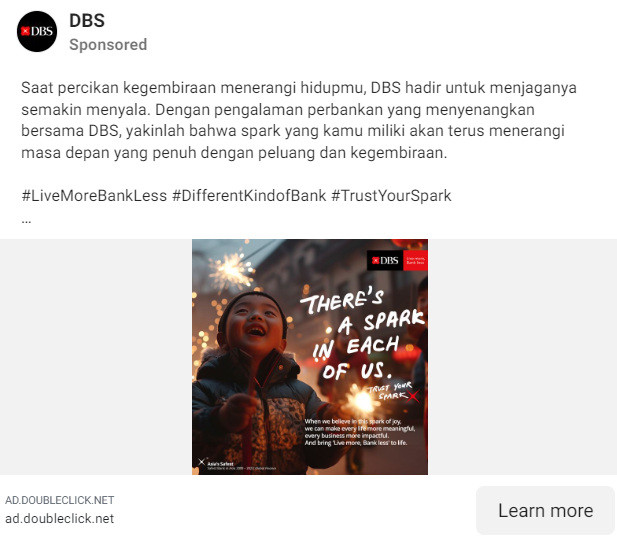 DBS
DBS
Sponsored
Saat percikan kegembiraan menerangi hidupmu, DBS hadir untuk menjaganya
semakin menyala. Dengan pengalaman perbankan yang menyenangkan
bersama DBS, yakinlah bahwa spark yang kamu miliki akan terus menerangi
masa depan yang penuh dengan peluang dan kegembiraan.
#LiveMoreBankLess #DifferentKindofBank #TrustYourSpark
...
DBS
Live more,
Bank less
THERE'S
A SPARK
IN EACH
OF US.
TRUST YOUR
SPARK
When we believe in this spark of joy,
we can make every life more meaningful,
every business more impactful.
And bring 'Live more, Bank less' to life.
Asia's Safest
AD.DOUBLECLICK.NET
ad.doubleclick.net
Learn more